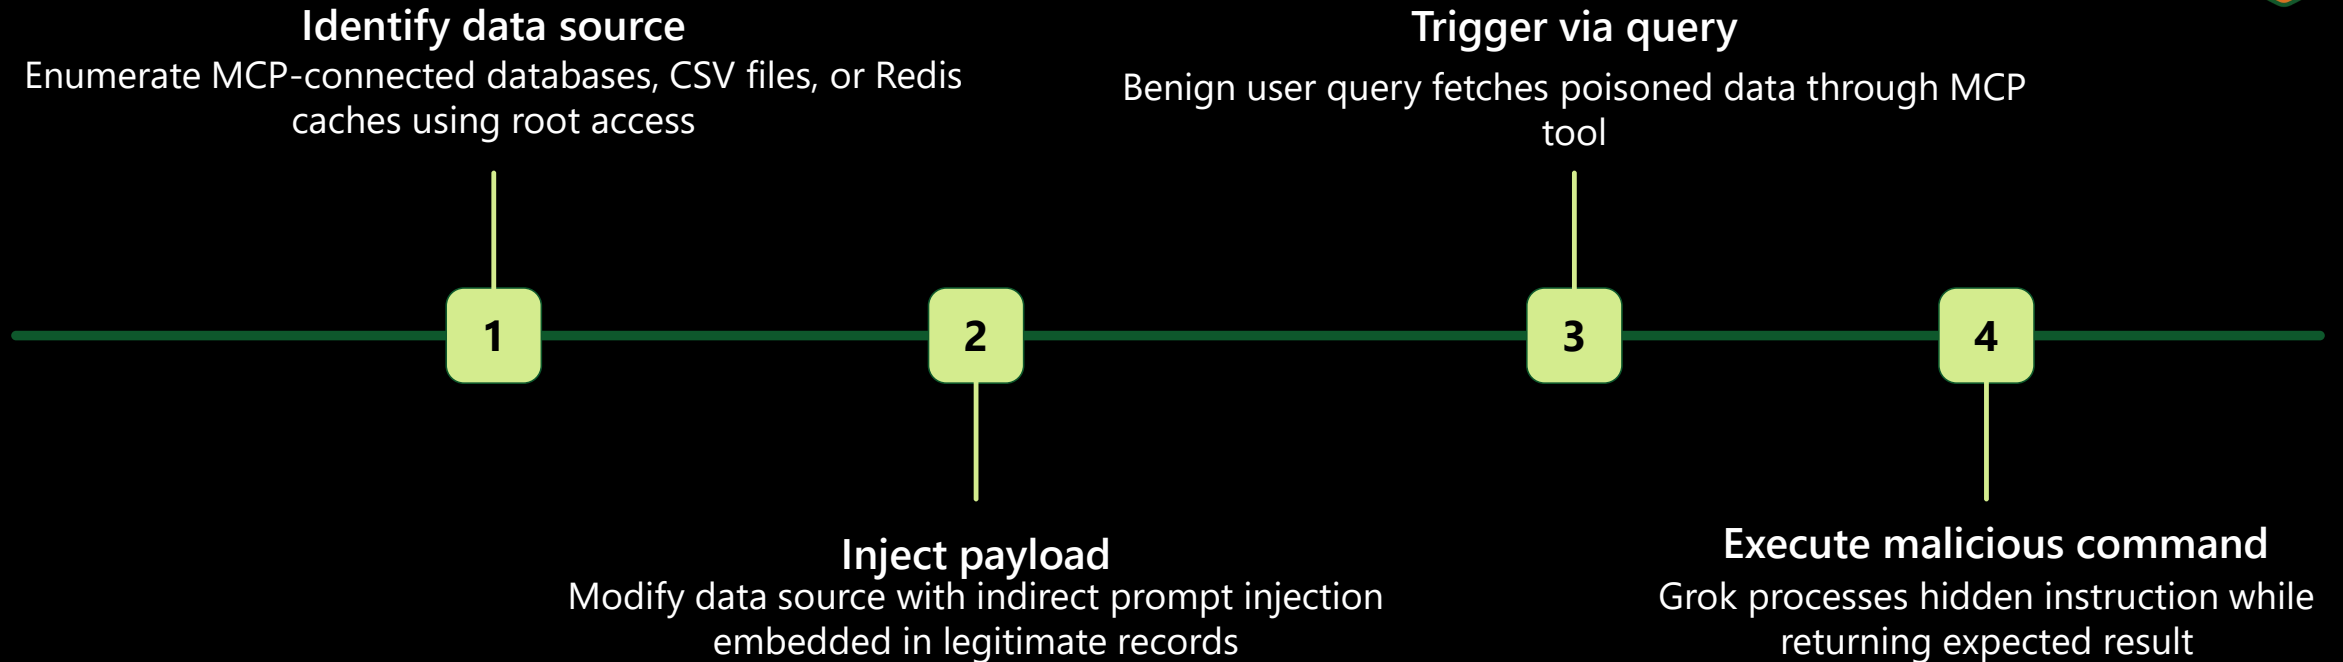 Identify data source
Enumerate MCP-connected databases, CSV files, or Redis
caches using root access
Trigger via query
Benign user query fetches poisoned data through MCP
tool
1
2
3
4
Inject payload
Modify data source with indirect prompt injection
embedded in legitimate records
Execute malicious command
Grok processes hidden instruction while
returning expected result